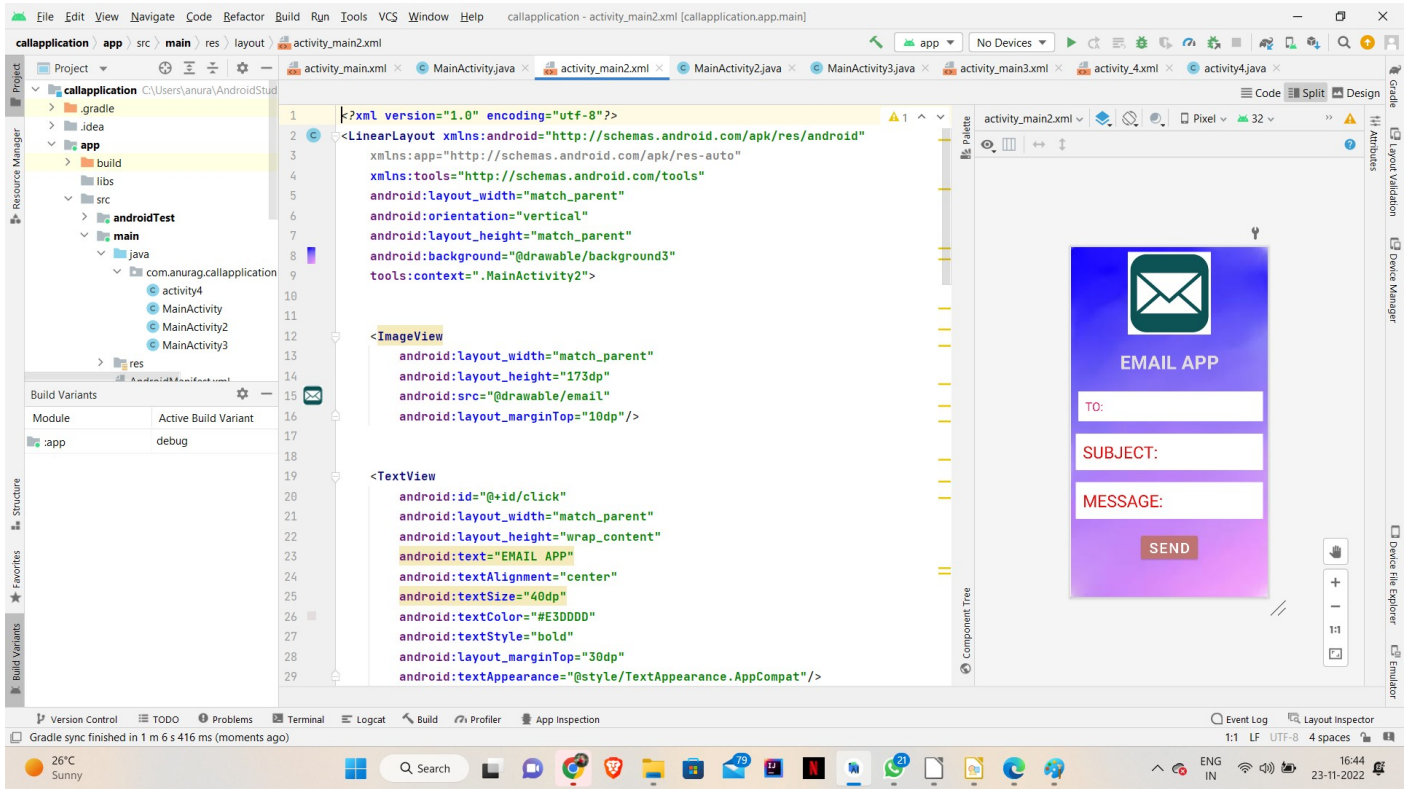 File Edit View Navigate Code Refactor Build Run Tools VCS Window Help callapplication - activity_main2.xml [callapplication.app.main]
callapplication app src main res layout activity_main2.xml
app No Devices
Project
activity_main.xml MainActivity.java activity_main2.xml MainActivity2.java MainActivity3.java activity_main3.xml activity_4.xml activity4.java
callapplication C:\Users\anura\AndroidStud
.gradle
.idea
app
build
libs
src
androidTest
main
java
com.anurag.callapplication
activity4
MainActivity
MainActivity2
MainActivity3
res
AndroidManifest.xml
Build Variants
Module Active Build Variant
:app debug
Project
Resource Manager
Structure
Favorites
Build Variants
1 <?xml version="1.0" encoding="utf-8"?>
2 <LinearLayout xmlns:android="http://schemas.android.com/apk/res/android"
3 xmlns:app="http://schemas.android.com/apk/res-auto"
4 xmlns:tools="http://schemas.android.com/tools"
5 android:layout_width="match_parent"
6 android:orientation="vertical"
7 android:layout_height="match_parent"
8 android:background="@drawable/background3"
9 tools:context=".MainActivity2">
10
11
12 <ImageView
13 android:layout_width="match_parent"
14 android:layout_height="173dp"
15 android:src="@drawable/email"
16 android:layout_marginTop="10dp"/>
17
18
19 <TextView
20 android:id="@+id/click"
21 android:layout_width="match_parent"
22 android:layout_height="wrap_content"
23 android:text="EMAIL APP"
24 android:textAlignment="center"
25 android:textSize="40dp"
26 android:textColor="#E3DDDD"
27 android:textStyle="bold"
28 android:layout_marginTop="30dp"
29 android:textAppearance="@style/TextAppearance.AppCompat"/>
1
Code Split Design
Palette
Component Tree
activity_main2.xml Pixel 32
EMAIL APP
TO:
SUBJECT:
MESSAGE:
SEND
1:1
Attributes
Gradle
Layout Validation
Device Manager
Device File Explorer
Emulator
Version Control TODO Problems Terminal Logcat Build Profiler App Inspection Event Log Layout Inspector
Gradle sync finished in 1 m 6 s 416 ms (moments ago) 1:1 LF UTF-8 4 spaces
26°C
Sunny
Search
79
21
ENG
IN
16:44
23-11-2022